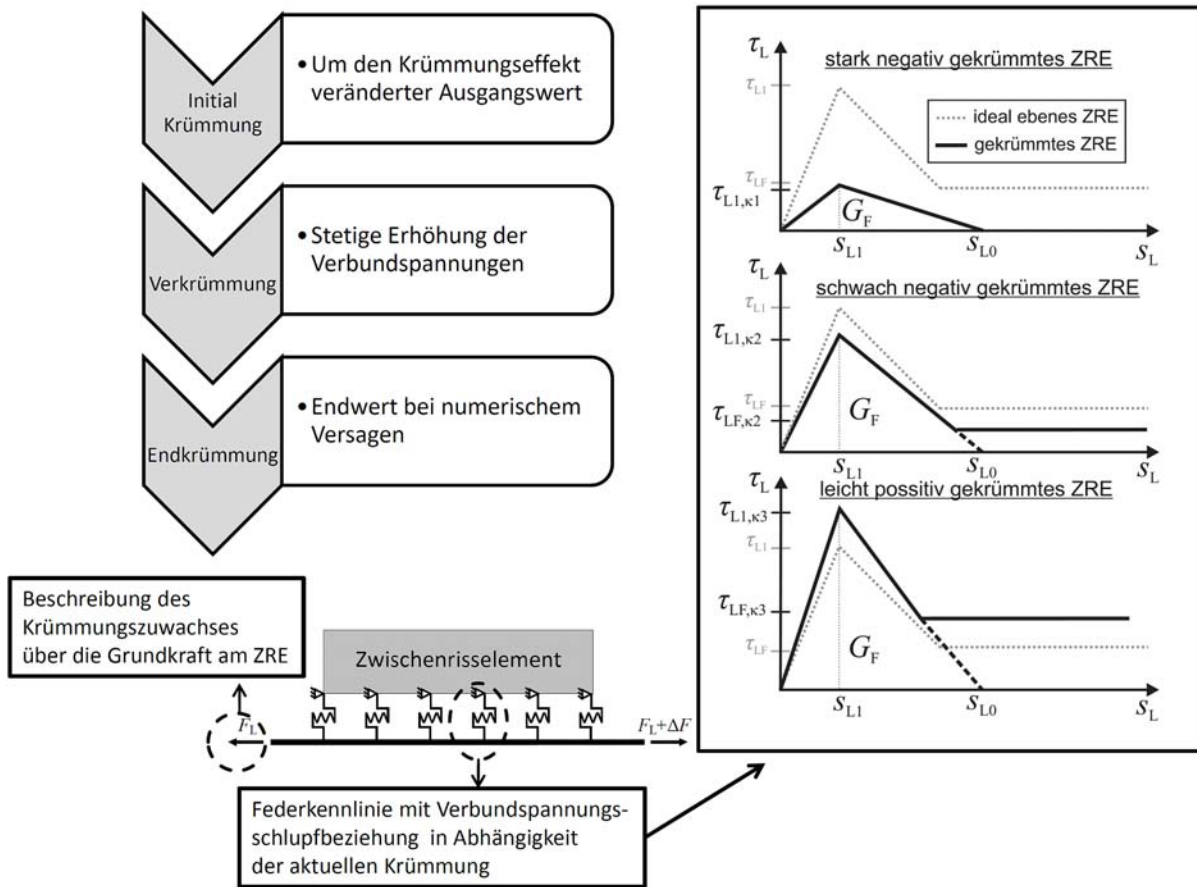 Initial
Krümmung
• Um den Krümmungseffekt
veränderter Ausgangswert
Verkrümmung
• Stetige Erhöhung der
Verbundspannungen
Endkrümmung
• Endwert bei numerischem
Versagen
Beschreibung des
Krümmungszuwachses
über die Grundkraft am ZRE
Zwischenrisselement
F_L
F_L+ΔF
Federkennlinie mit Verbundspannungs-
schlupfbeziehung in Abhängigkeit
der aktuellen Krümmung
τ_L
stark negativ gekrümmtes ZRE
τ_L1
ideal ebenes ZRE
gekrümmtes ZRE
τ_LF
τ_L1,κ1
G_F
s_L1
s_L0
s_L
τ_L
schwach negativ gekrümmtes ZRE
τ_L1
τ_L1,κ2
τ_LF
τ_LF,κ2
G_F
s_L1
s_L0
s_L
τ_L
leicht possitiv gekrümmtes ZRE
τ_L1,κ3
τ_L1
τ_LF,κ3
τ_LF
G_F
s_L1
s_L0
s_L